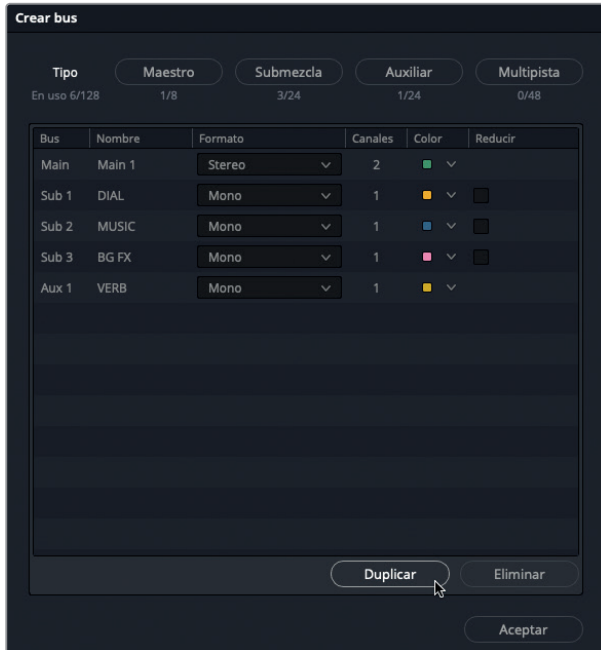 Crear bus
Tipo Maestro Submezcla Auxiliar Multipista
En uso 6/128 1/8 3/24 1/24 0/48
Bus Nombre Formato Canales Color Reducir
Main Main 1 Stereo 2
Sub 1 DIAL Mono 1
Sub 2 MUSIC Mono 1
Sub 3 BG FX Mono 1
Aux 1 VERB Mono 1
Duplicar Eliminar
Aceptar